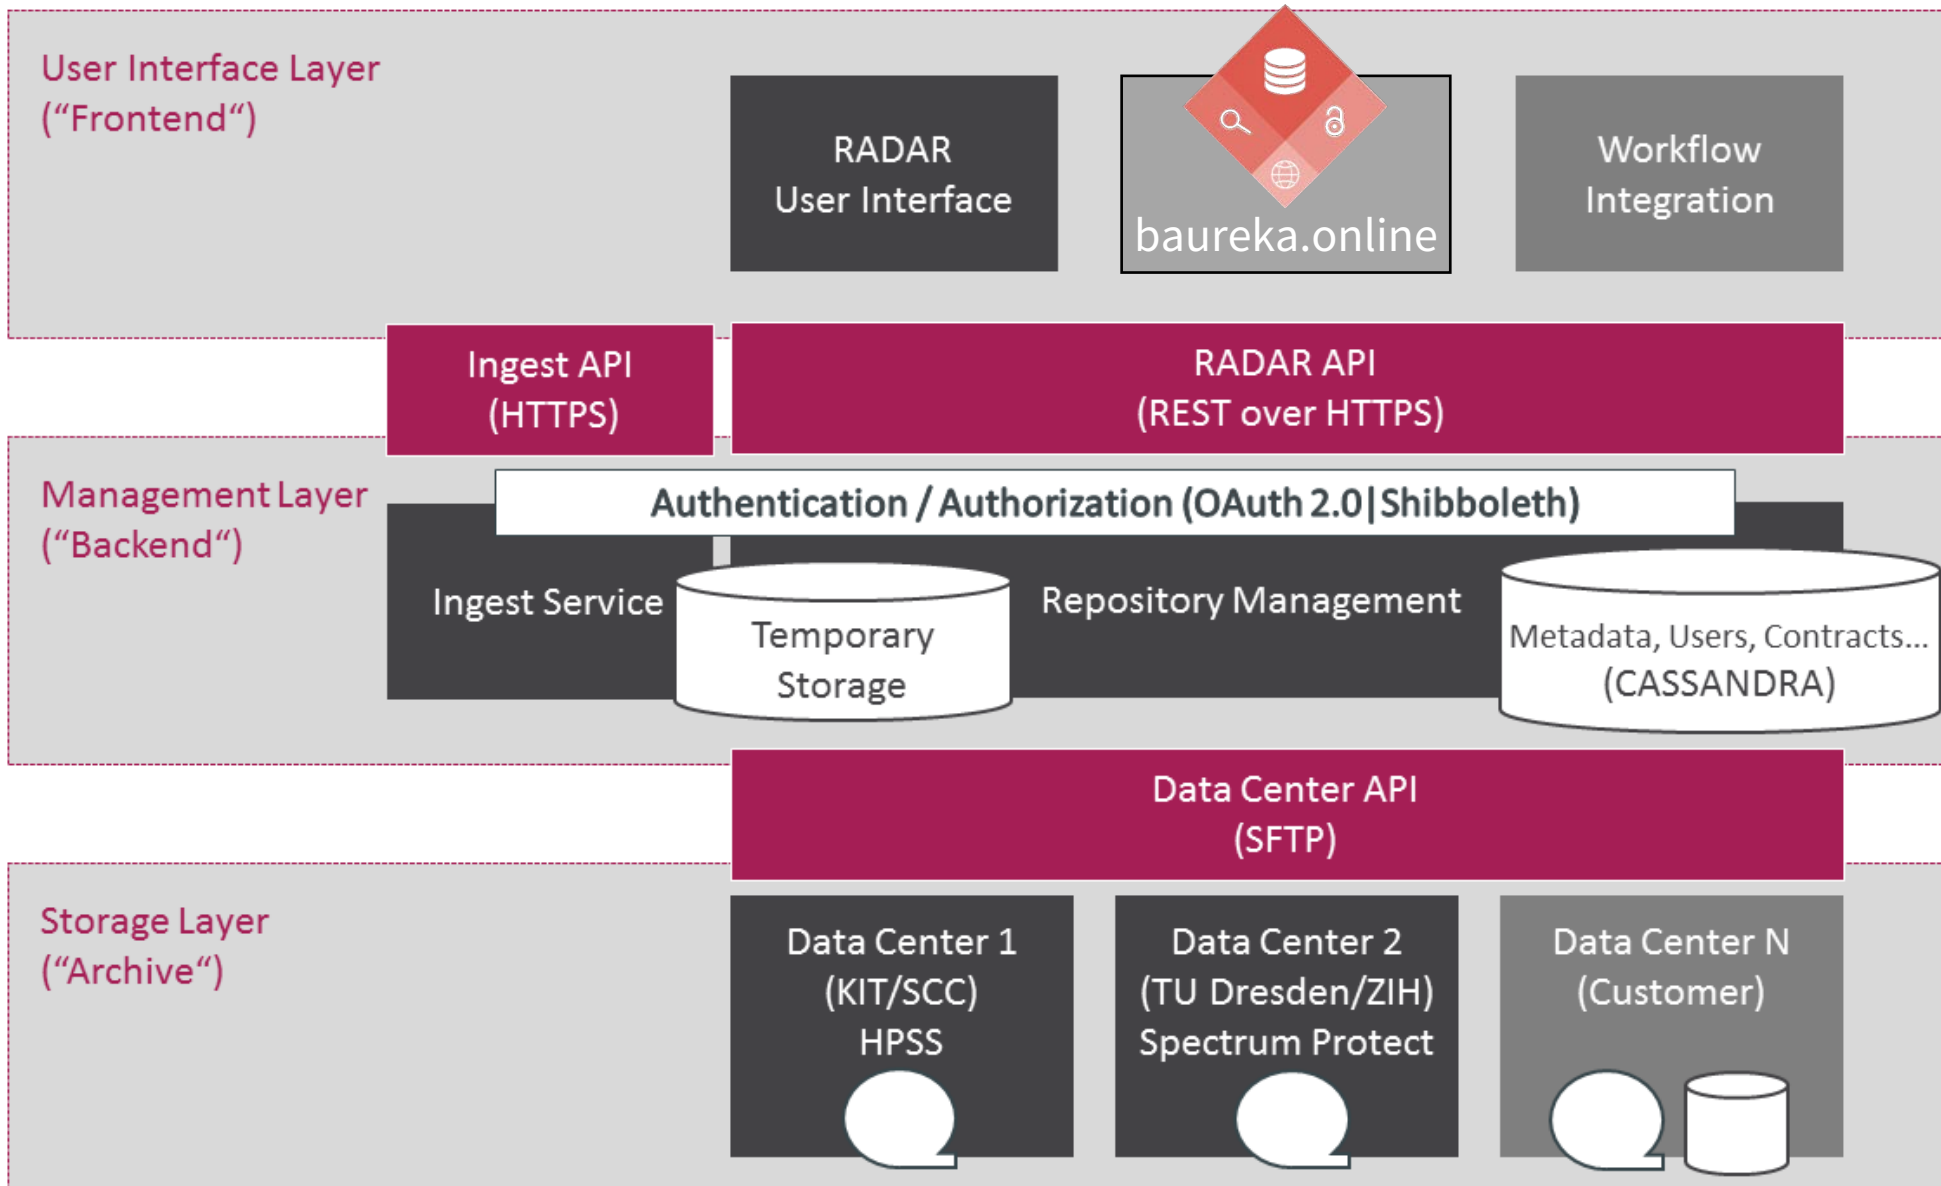 User Interface Layer
(“Frontend“)
RADAR
User Interface
baureka.online
Workflow
Integration
Ingest API
(HTTPS)
RADAR API
(REST over HTTPS)
Management Layer
(“Backend“)
Authentication / Authorization (OAuth 2.0|Shibboleth)
Ingest Service
Temporary
Storage
Repository Management
Metadata, Users, Contracts...
(CASSANDRA)
Data Center API
(SFTP)
Storage Layer
(“Archive“)
Data Center 1
(KIT/SCC)
HPSS
Data Center 2
(TU Dresden/ZIH)
Spectrum Protect
Data Center N
(Customer)